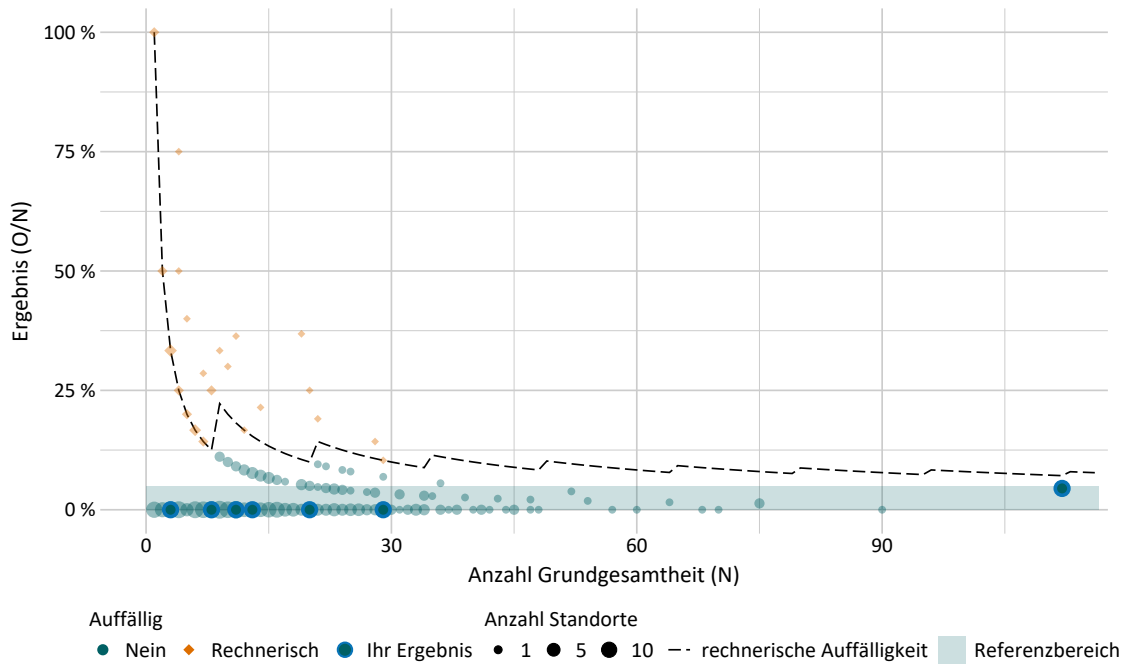 100 %
75 %
50 %
25 %
0 %
Ergebnis (O/N)
0
30
60
90
Anzahl Grundgesamtheit (N)
Auffällig
Anzahl Standorte
Nein
Rechnerisch
Ihr Ergebnis
1
5
10
rechnerische Auffälligkeit
Referenzbereich